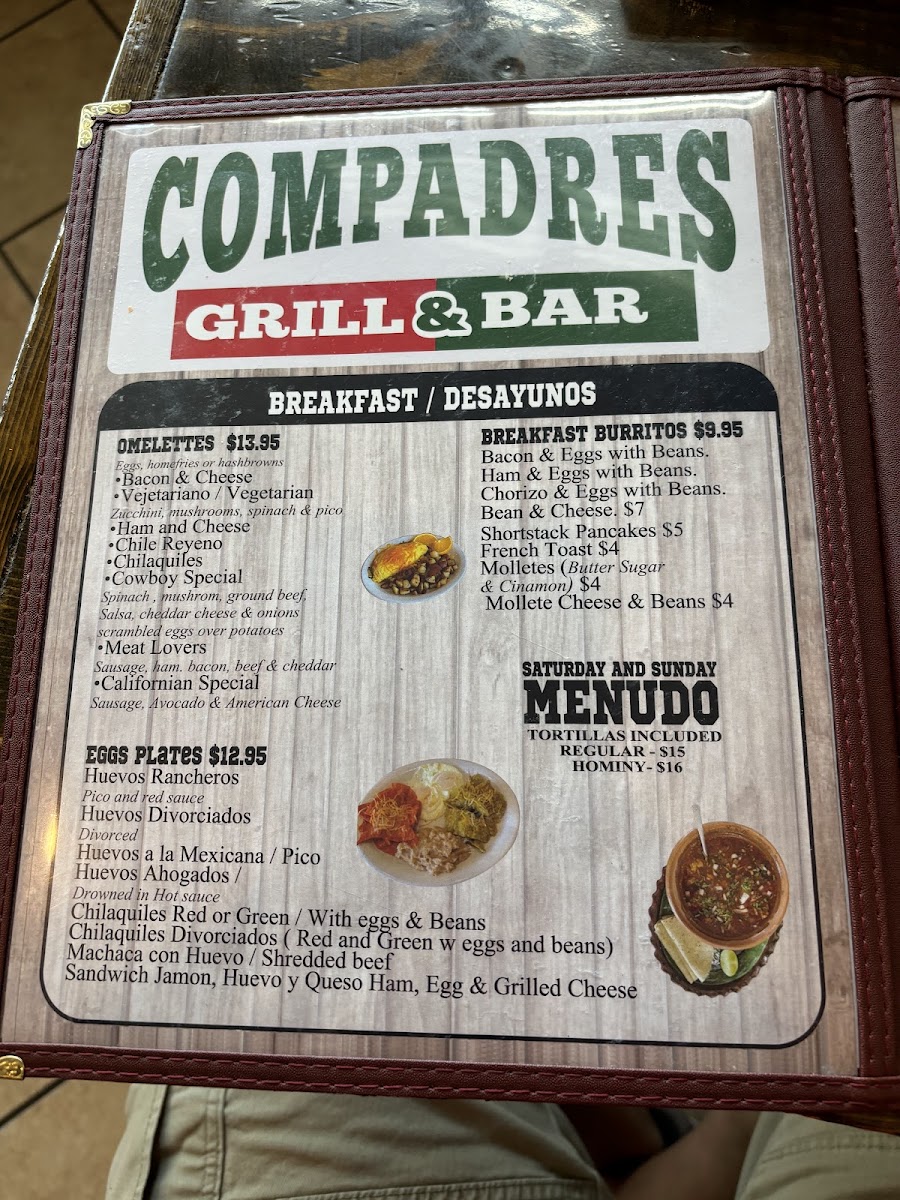 COMPADRES
GRILL & BAR
BREAKFAST / DESAYUNOS
OMELETTES $13.95
Eggs, homefries or hashbrowns
•Bacon & Cheese
•Vejetariano / Vegetarian
Zucchini, mushrooms, spinach & pico
•Ham and Cheese
•Chile Reyeno
•Chilaquiles
•Cowboy Special
Spinach , mushrom, ground beef,
Salsa, cheddar cheese & onions
scrambled eggs over potatoes
•Meat Lovers
Sausage, ham. bacon, beef & cheddar
•Californian Special
Sausage, Avocado & American Cheese
EGGS PLATES $12.95
Huevos Rancheros
Pico and red sauce
Huevos Divorciados
Divorced
Huevos a la Mexicana / Pico
Huevos Ahogados /
Drowned in Hot sauce
Chilaquiles Red or Green / With eggs & Beans
Chilaquiles Divorciados ( Red and Green w eggs and beans)
Machaca con Huevo / Shredded beef
Sandwich Jamon, Huevo y Queso Ham, Egg & Grilled Cheese
BREAKFAST BURRITOS $9.95
Bacon & Eggs with Beans.
Ham & Eggs with Beans.
Chorizo & Eggs with Beans.
Bean & Cheese. $7
Shortstack Pancakes $5
French Toast $4
Molletes (Butter Sugar
& Cinamon) $4
Mollete Cheese & Beans $4
SATURDAY AND SUNDAY
MENUDO
TORTILLAS INCLUDED
REGULAR - $15
HOMINY- $16